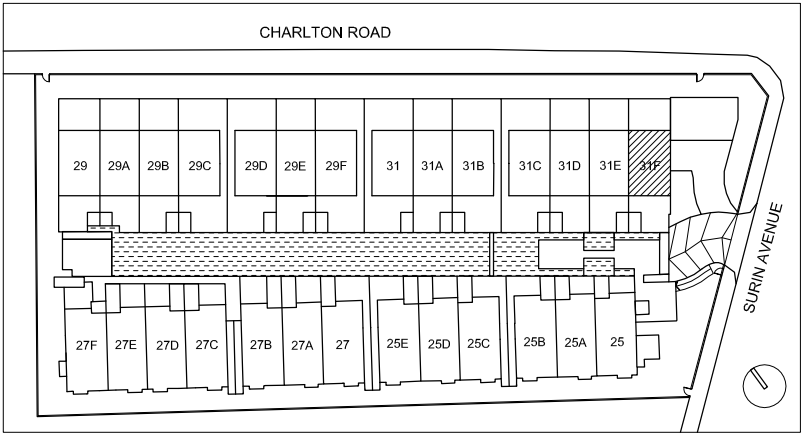 CHARLTON ROAD
29 29A 29B 29C 29D 29E 29F 31 31A 31B 31C 31D 31E 31F
SURIN AVENUE
27F 27E 27D 27C 27B 27A 27 25E 25D 25C 25B 25A 25